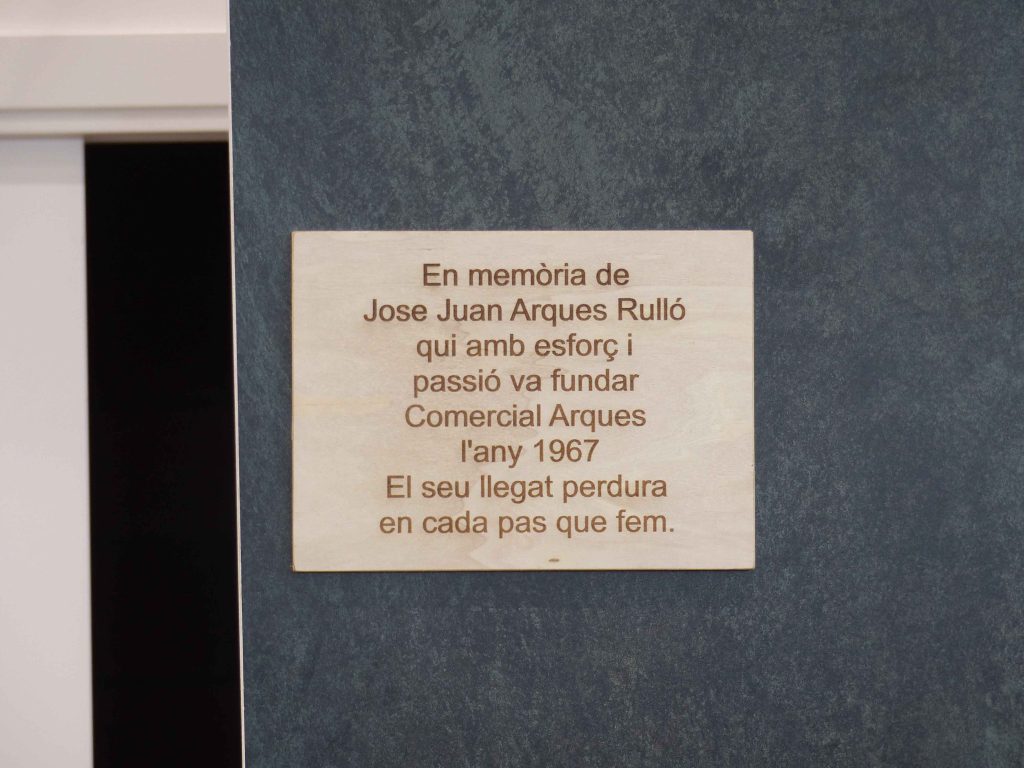 En memòria de
Jose Juan Arques Rulló
qui amb esforç i
passió va fundar
Comercial Arques
l'any 1967
El seu llegat perdura
en cada pas que fem.